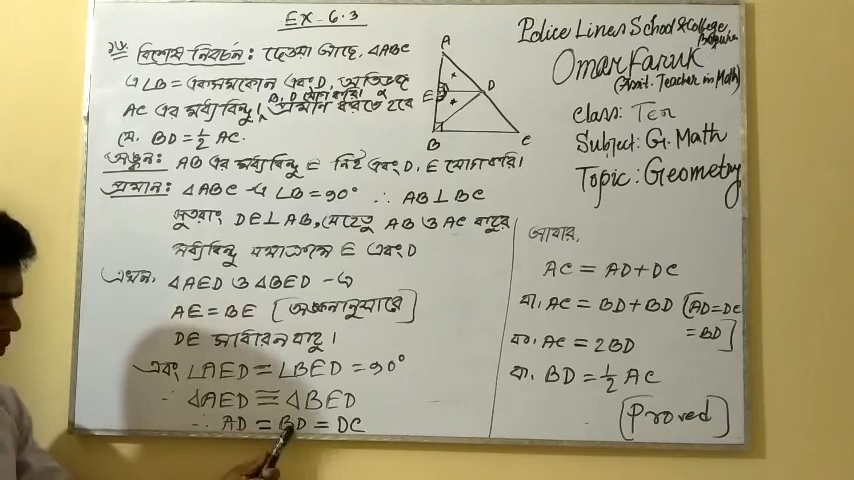 EX-6.3
১৫ বিশেষ নির্বচন: দেওয়া আছে, △ABC
এ ∠B = একসমকোণ এবং D, অতিভুজ
AC এর মধ্যবিন্দু। B, D যোগ করি। প্রমাণ করতে হবে
যে, BD = 1/2 AC.
অঙ্কন: AB এর মধ্যবিন্দু E নিই এবং D, E যোগ করি।
প্রমাণ: △ABC এ ∠B = 90° ∴ AB⊥BC
সুতরাং DE⊥AB, যেহেতু AB ও AC বাহুর
মধ্যবিন্দু যথাক্রমে E এবং D
এখন, △AED ও △BED এ
AE = BE [অঙ্কনানুসারে]
DE সাধারন বাহু।
এবং ∠AED = ∠BED = 90°
∴ △AED ≅ △BED
∴ AD = BD = DC
A
E
D
B
C
Police Lines School & College
Bogura
Omar Faruk
(Asst. Teacher in Math)
Class: Ten
Subject: G. Math
Topic: Geometry
আবার,
AC = AD+DC
বা, AC = BD+BD [AD=DC
=BD]
বা, AC = 2BD
বা, BD = 1/2 AC
[Proved]